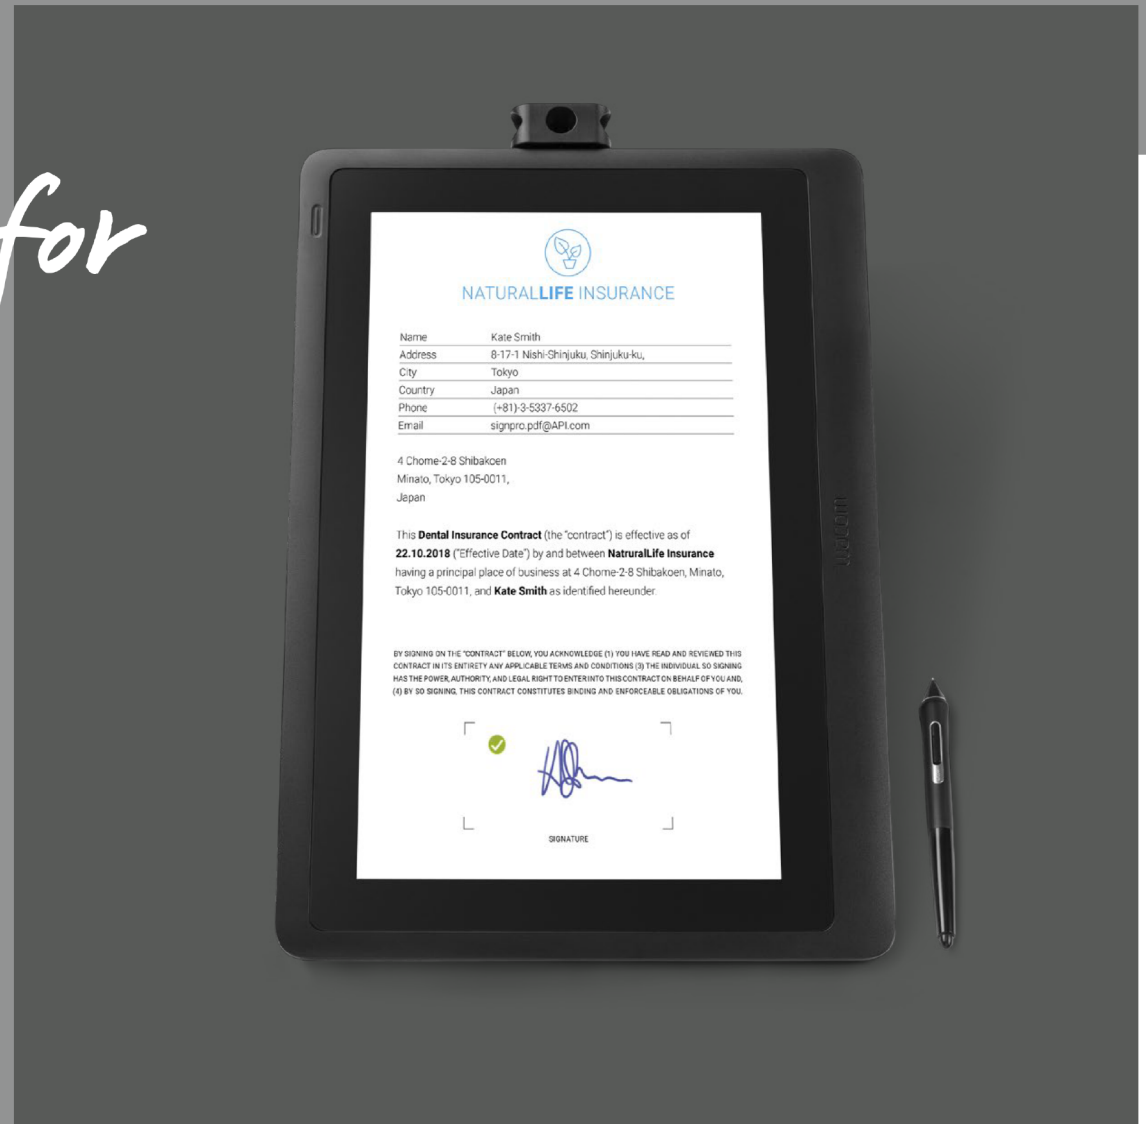 for
NATURALLIFE INSURANCE
Name Kate Smith
Address 8-17-1 Nishi-Shinjuku, Shinjuku-ku,
City Tokyo
Country Japan
Phone (+81)-3-5337-6502
Email signpro.pdf@API.com
4 Chome-2-8 Shibakoen
Minato, Tokyo 105-0011,
Japan
This Dental Insurance Contract (the "contract") is effective as of
22.10.2018 ("Effective Date") by and between NatruralLife Insurance
having a principal place of business at 4 Chome-2-8 Shibakoen, Minato,
Tokyo 105-0011, and Kate Smith as identified hereunder.
BY SIGNING ON THE "CONTRACT" BELOW, YOU ACKNOWLEDGE (1) YOU HAVE READ AND REVIEWED THIS
CONTRACT IN ITS ENTIRETY ANY APPLICABLE TERMS AND CONDITIONS (3) THE INDIVIDUAL SO SIGNING
HAS THE POWER, AUTHORITY, AND LEGAL RIGHT TO ENTER INTO THIS CONTRACT ON BEHALF OF YOU AND,
(4) BY SO SIGNING, THIS CONTRACT CONSTITUTES BINDING AND ENFORCEABLE OBLIGATIONS OF YOU.
SIGNATURE
wacom